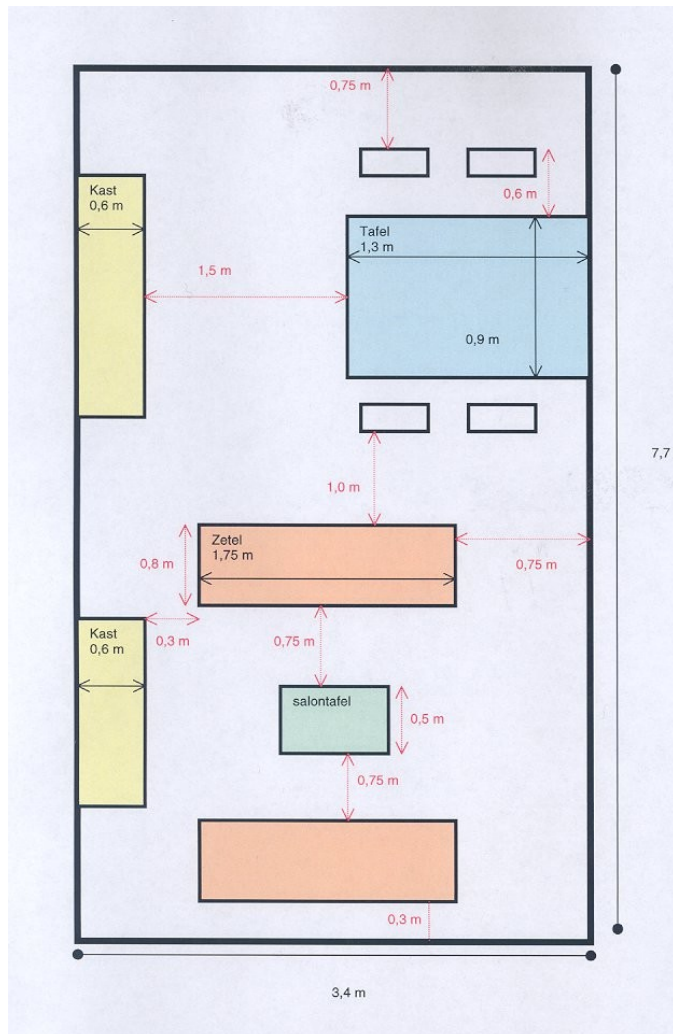 0,75 m
Kast
0,6 m
0,6 m
Tafel
1,3 m
1,5 m
0,9 m
7,7
1,0 m
Zetel
1,75 m
0,8 m
0,75 m
Kast
0,6 m
0,3 m
0,75 m
salontafel
0,5 m
0,75 m
0,3 m
3,4 m